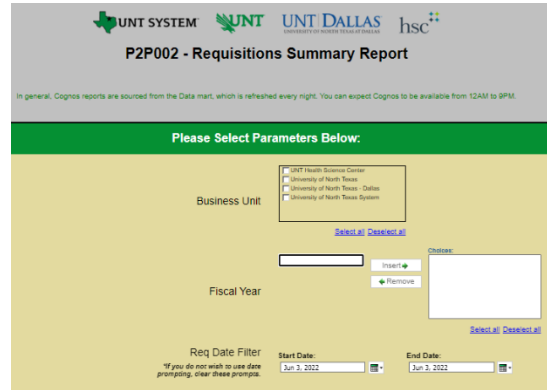 UNT SYSTEM UNT UNT DALLAS hsc
UNIVERSITY OF NORTH TEXAS AT DALLAS
P2P002 - Requisitions Summary Report
In general, Cognos reports are sourced from the Data mart, which is refreshed every night. You can expect Cognos to be available from 12AM to 9PM.
Please Select Parameters Below:
Business Unit
UNT Health Science Center
University of North Texas
University of North Texas - Dallas
University of North Texas System
Select all Deselect all
Fiscal Year
Insert
Remove
Choices:
Select all Deselect all
Req Date Filter
*If you do not wish to use date
prompting, clear these prompts.
Start Date:
Jun 3, 2022
End Date:
Jun 3, 2022